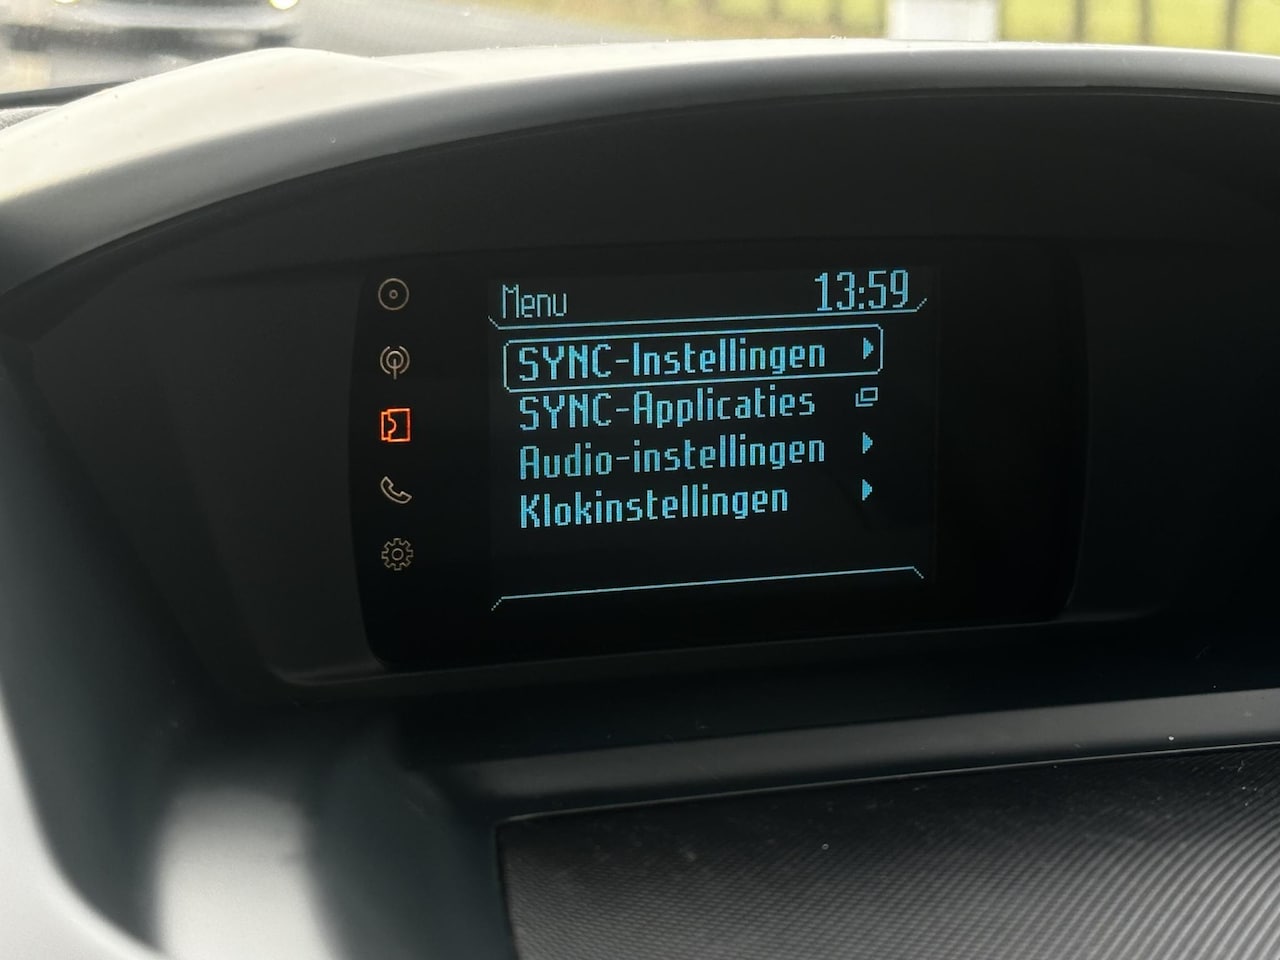 Menu 13:59
SYNC-Instellingen
SYNC-Applicaties
Audio-instellingen
Klokinstellingen